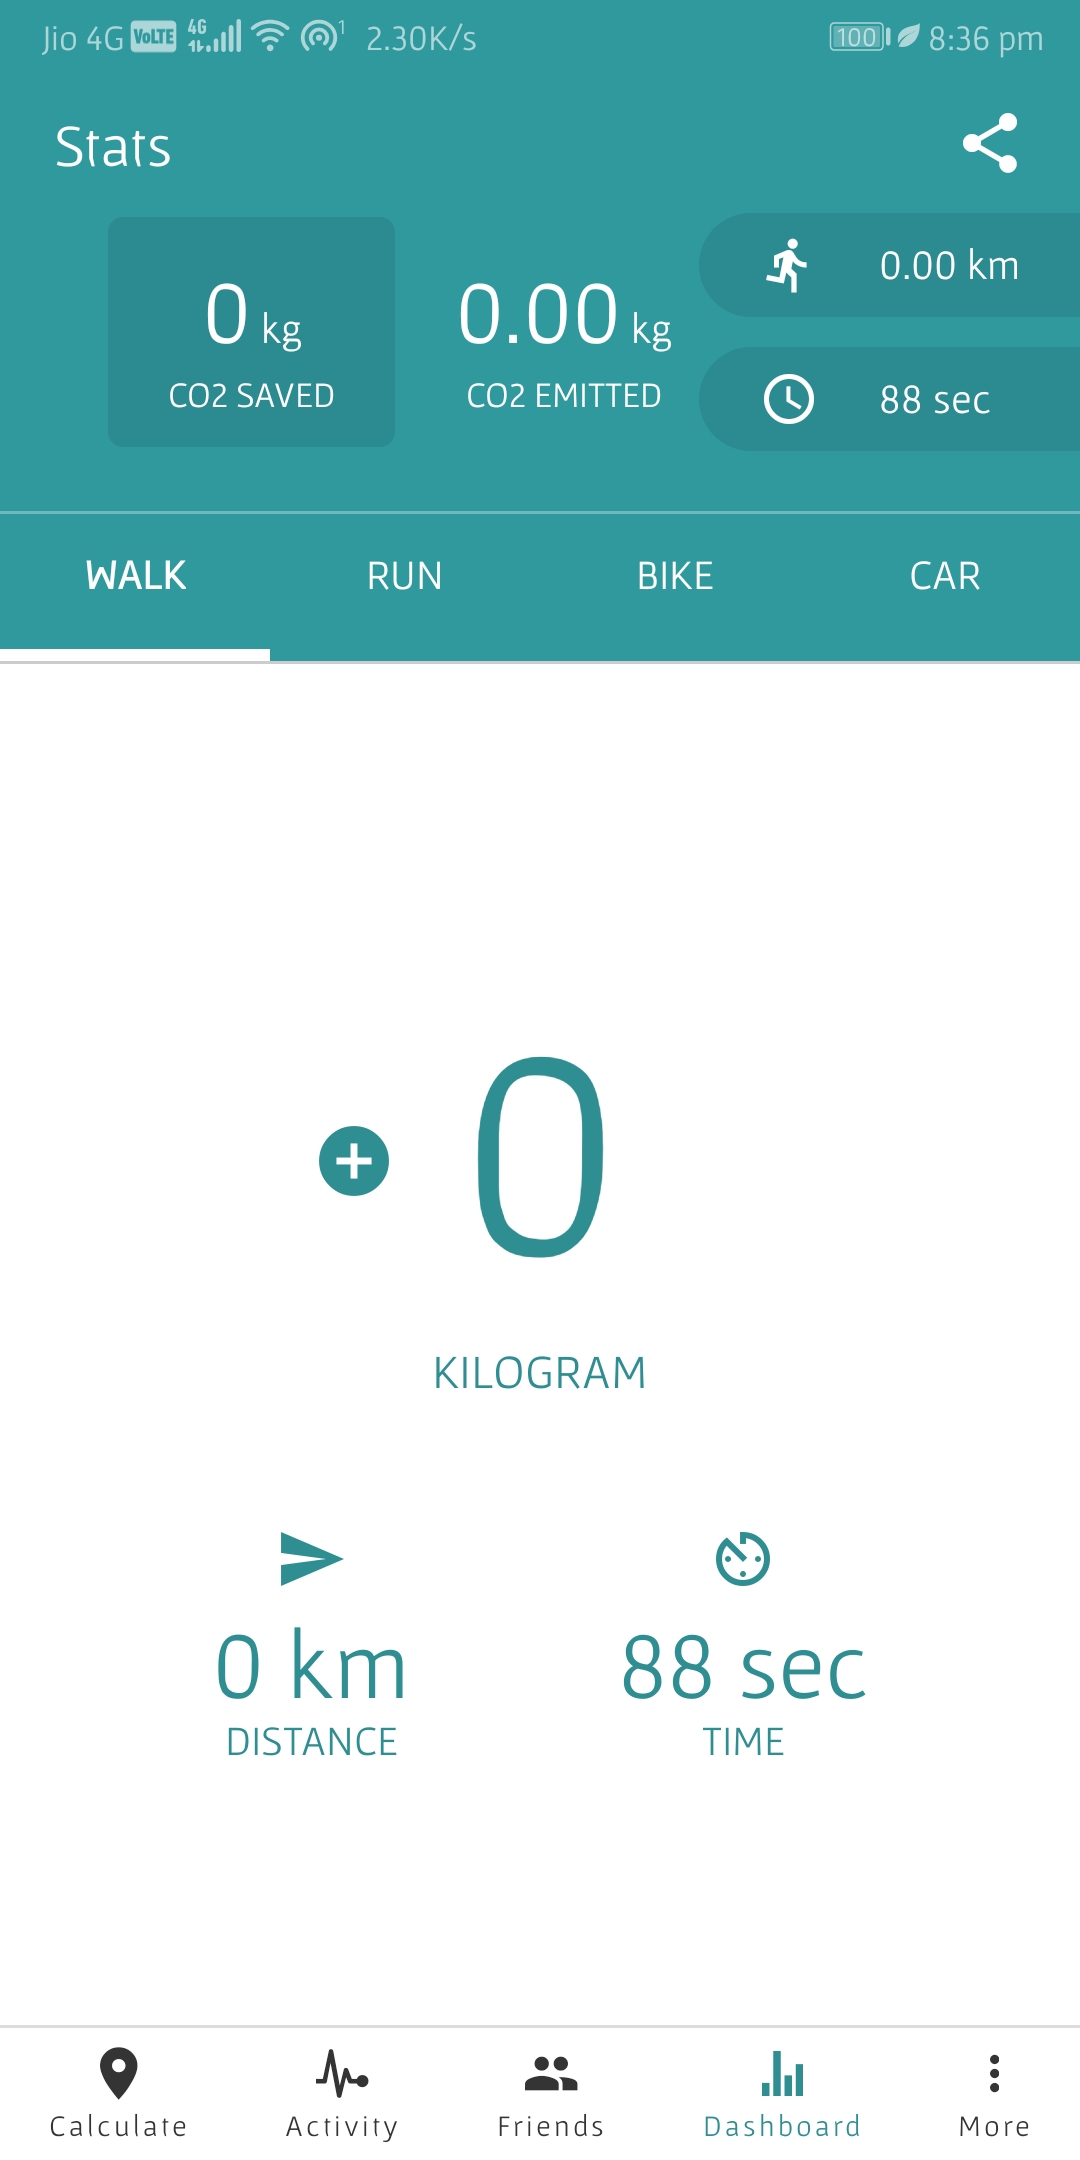 Jio 4G VoLTE 4G 1 2.30K/s 100 8:36 pm
Stats
0 kg
CO2 SAVED
0.00 kg
CO2 EMITTED
0.00 km
88 sec
WALK RUN BIKE CAR
0
KILOGRAM
0 km 88 sec
DISTANCE TIME
Calculate Activity Friends Dashboard More